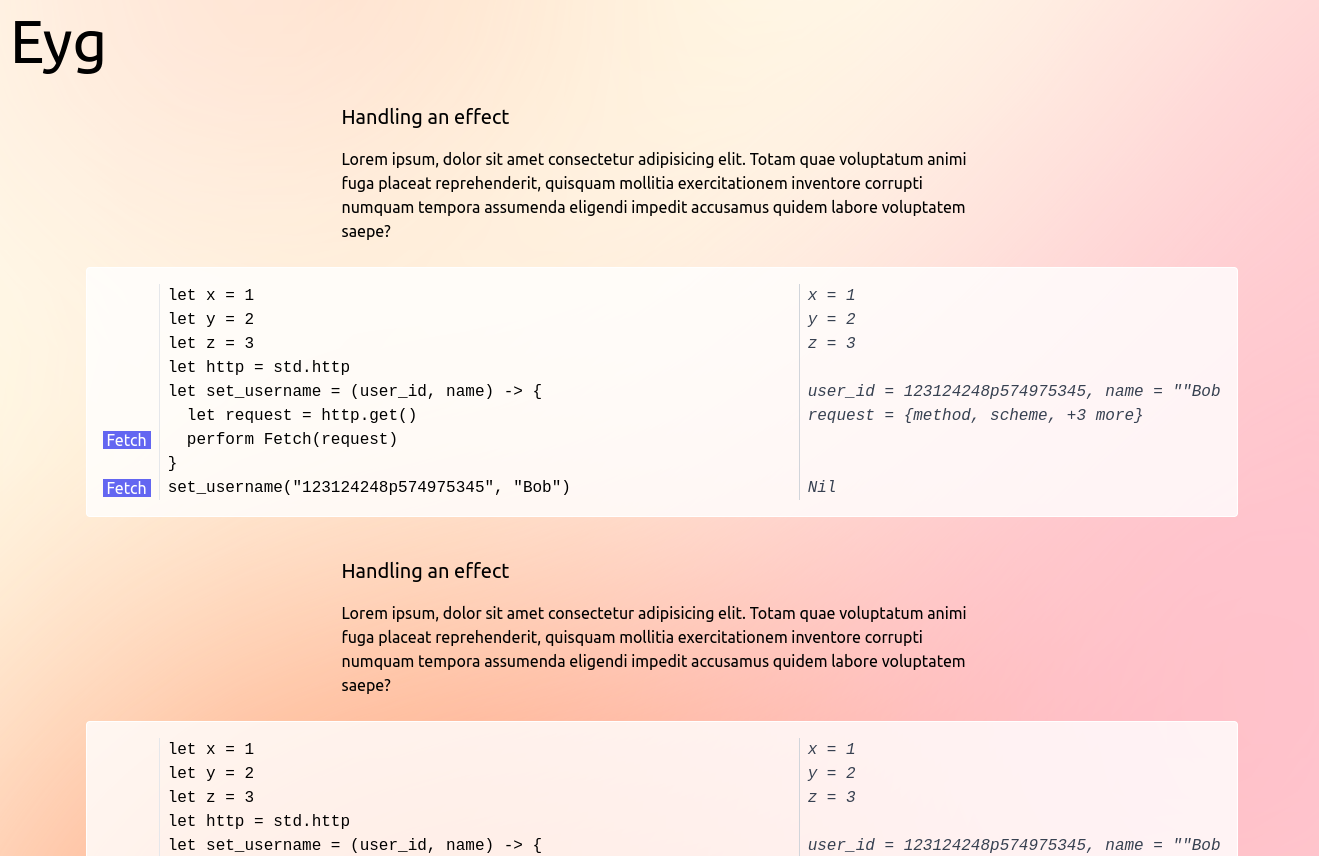 Eyg
Handling an effect
Lorem ipsum, dolor sit amet consectetur adipisicing elit. Totam quae voluptatum animi
fuga placeat reprehenderit, quisquam mollitia exercitationem inventore corrupti
numquam tempora assumenda eligendi impedit accusamus quidem labore voluptatem
saepe?
let x = 1 x = 1
let y = 2 y = 2
let z = 3 z = 3
let http = std.http
let set_username = (user_id, name) -> { user_id = 123124248p574975345, name = ""Bob
let request = http.get() request = {method, scheme, +3 more}
Fetch perform Fetch(request)
}
Fetch set_username("123124248p574975345", "Bob") Nil
Handling an effect
Lorem ipsum, dolor sit amet consectetur adipisicing elit. Totam quae voluptatum animi
fuga placeat reprehenderit, quisquam mollitia exercitationem inventore corrupti
numquam tempora assumenda eligendi impedit accusamus quidem labore voluptatem
saepe?
let x = 1 x = 1
let y = 2 y = 2
let z = 3 z = 3
let http = std.http
let set_username = (user_id, name) -> { user_id = 123124248p574975345, name = ""Bob